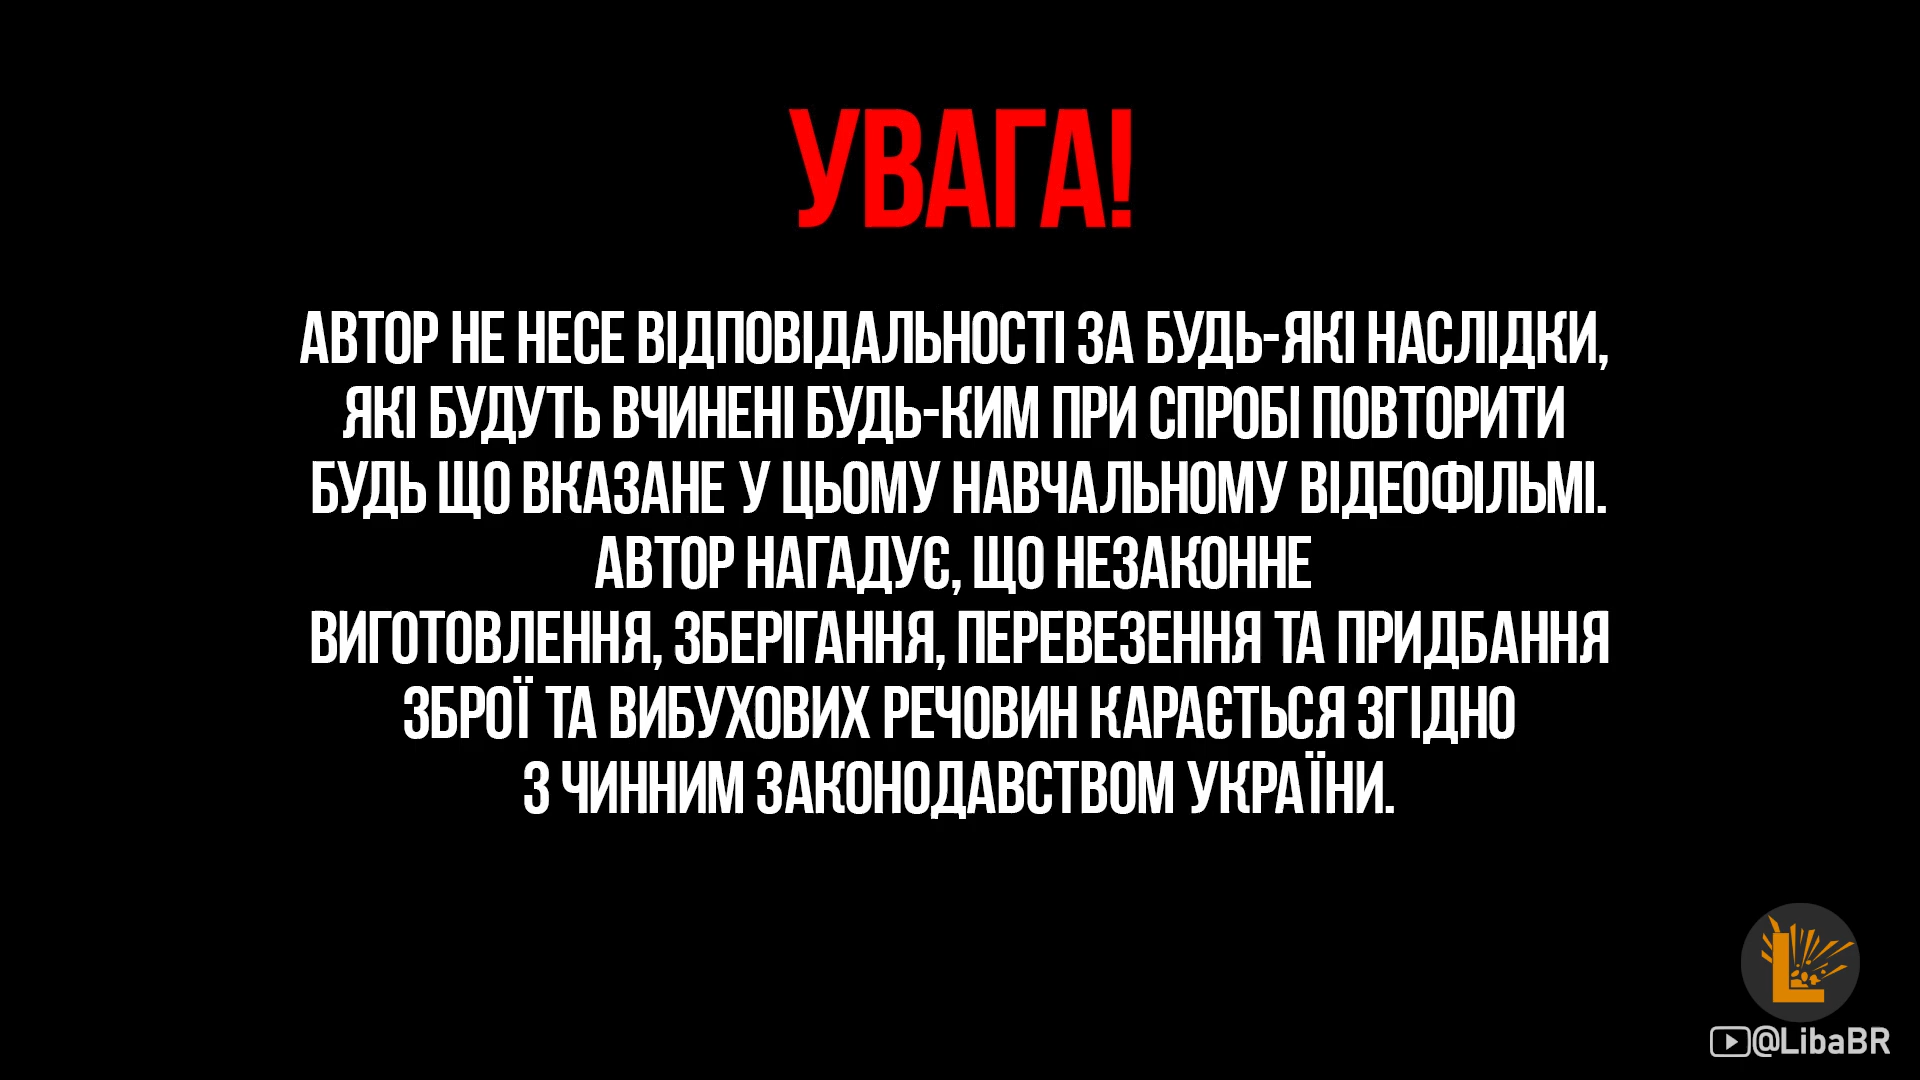 УВАГА!
АВТОР НЕ НЕСЕ ВІДПОВІДАЛЬНОСТІ ЗА БУДЬ-ЯКІ НАСЛІДКИ,
ЯКІ БУДУТЬ ВЧИНЕНІ БУДЬ-КИМ ПРИ СПРОБІ ПОВТОРИТИ
БУДЬ ЩО ВКАЗАНЕ У ЦЬОМУ НАВЧАЛЬНОМУ ВІДЕОФІЛЬМІ.
АВТОР НАГАДУЄ, ЩО НЕЗАКОННЕ
ВИГОТОВЛЕННЯ, ЗБЕРІГАННЯ, ПЕРЕВЕЗЕННЯ ТА ПРИДБАННЯ
ЗБРОЇ ТА ВИБУХОВИХ РЕЧОВИН КАРАЄТЬСЯ ЗГІДНО
З ЧИННИМ ЗАКОНОДАВСТВОМ УКРАЇНИ.
L
@LibaBR